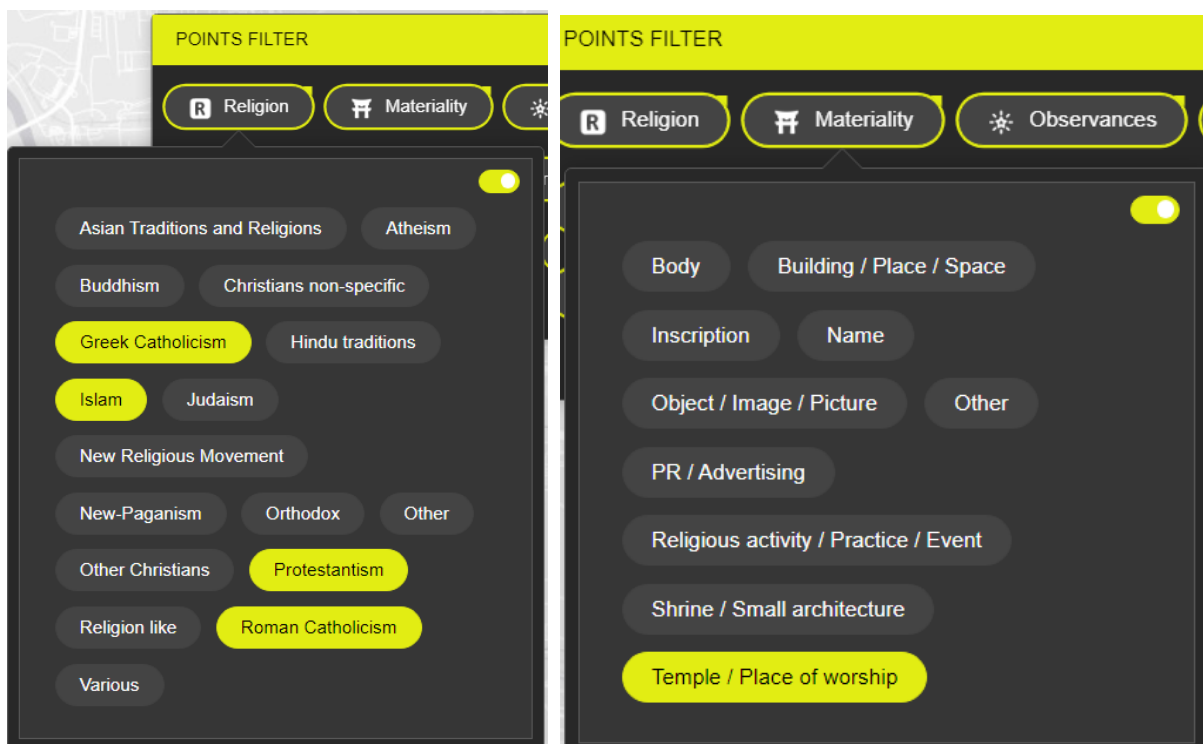 POINTS FILTER
R Religion Materiality
Asian Traditions and Religions Atheism
Buddhism Christians non-specific
Greek Catholicism Hindu traditions
Islam Judaism
New Religious Movement
New-Paganism Orthodox Other
Other Christians Protestantism
Religion like Roman Catholicism
Various
POINTS FILTER
R Religion Materiality Observances
Body Building / Place / Space
Inscription Name
Object / Image / Picture Other
PR / Advertising
Religious activity / Practice / Event
Shrine / Small architecture
Temple / Place of worship